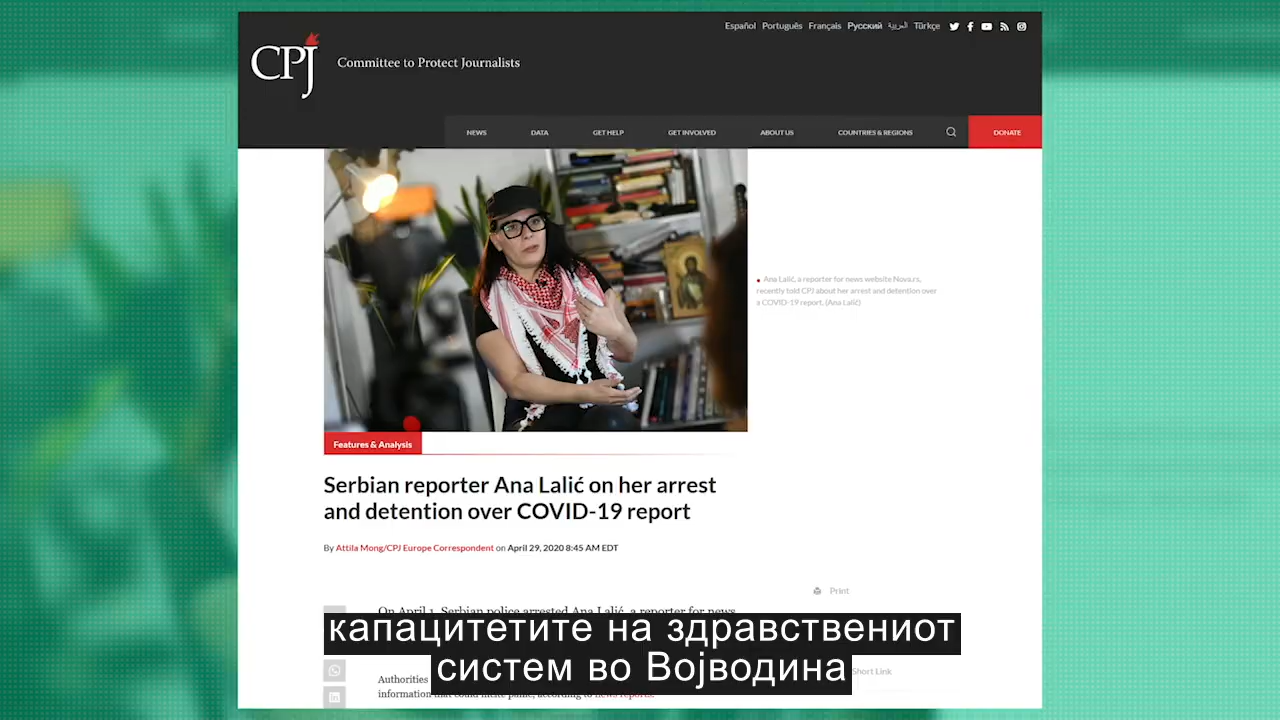 Español Português Français Русский العربية Türkçe
CPJ
Committee to Protect Journalists
NEWS DATA GET HELP GET INVOLVED ABOUT US COUNTRIES & REGIONS DONATE
Ana Lalić, a reporter for news website Nova.rs,
recently told CPJ about her arrest and detention over
a COVID-19 report. (Ana Lalić)
Features & Analysis
Serbian reporter Ana Lalić on her arrest
and detention over COVID-19 report
By Attila Mong/CPJ Europe Correspondent on April 29, 2020 8:45 AM EDT
Print
On April 1, Serbian police arrested Ana Lalić, a reporter for news
капацитетите на здравствениот
систем во Војводина
Short Link
Authorities
information that could incite panic, according to news reports.